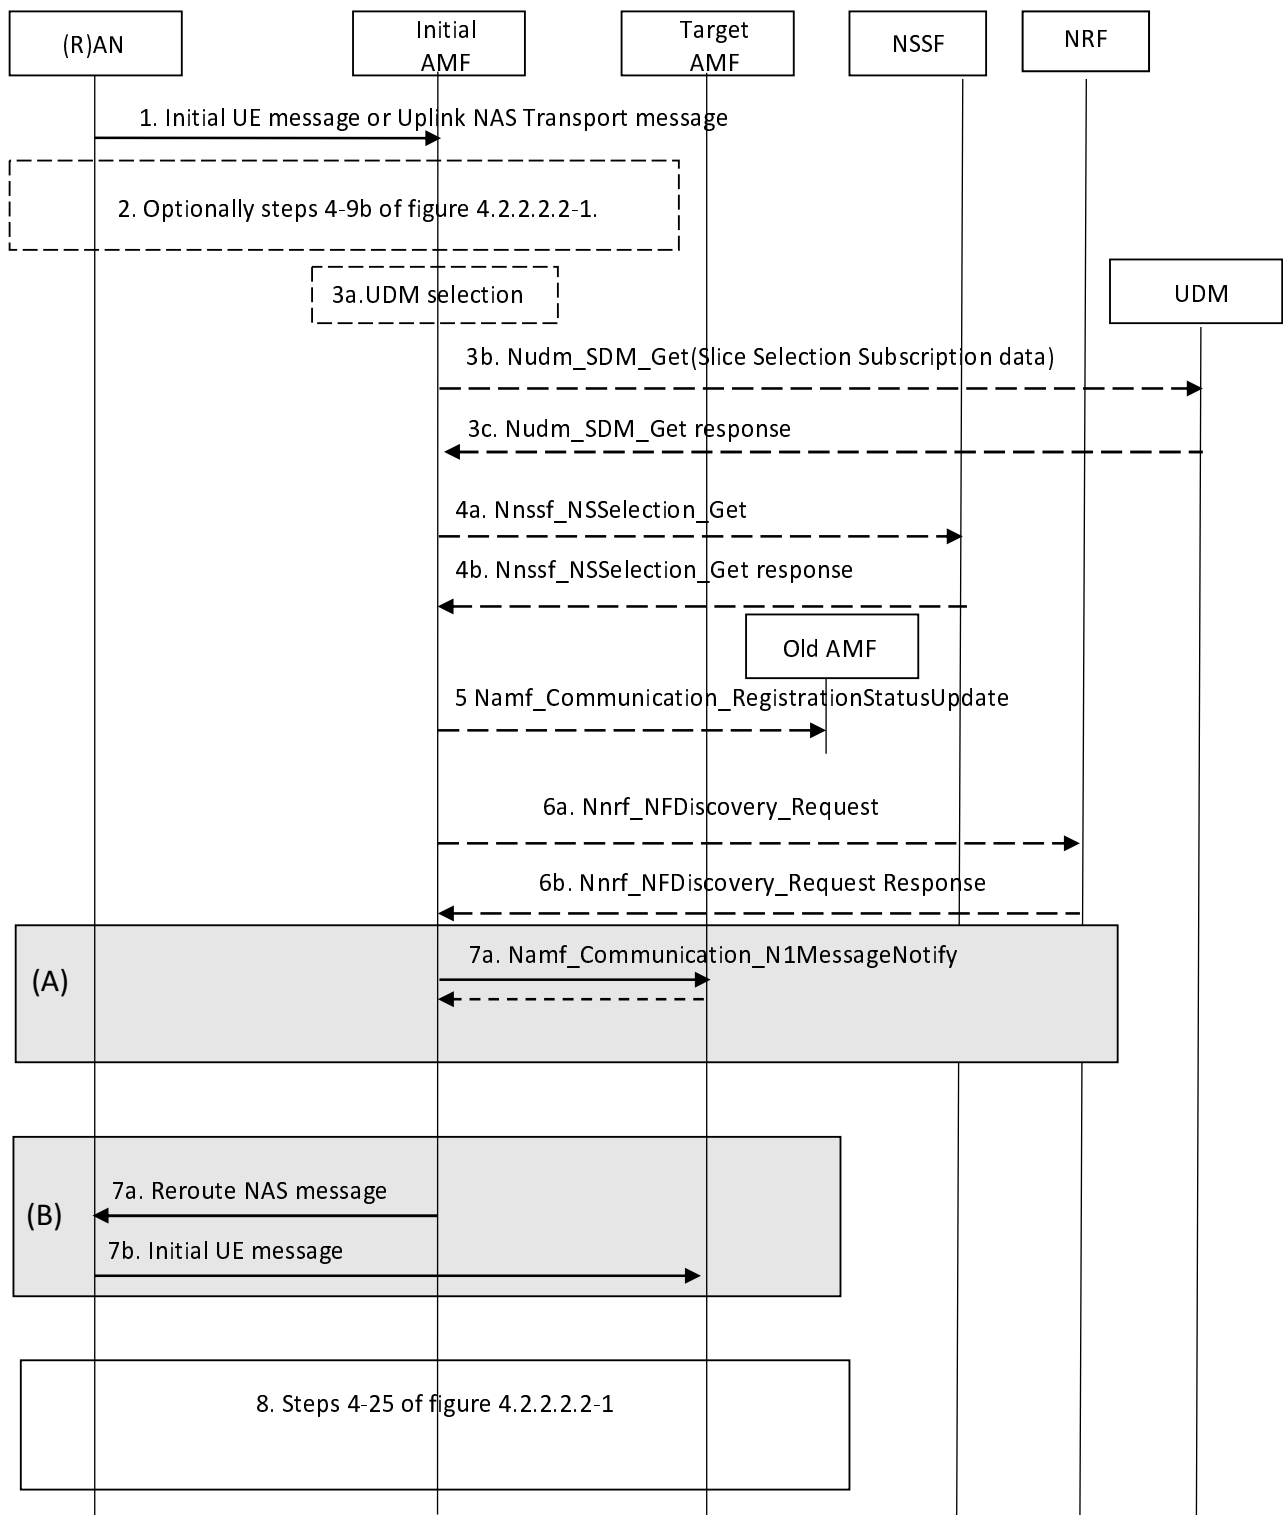 (R)AN
Initial
AMF
Target
AMF
NSSF
NRF
1. Initial UE message or Uplink NAS Transport message
2. Optionally steps 4-9b of figure 4.2.2.2.2-1.
3a.UDM selection
UDM
3b. Nudm_SDM_Get(Slice Selection Subscription data)
3c. Nudm_SDM_Get response
4a. Nnssf_NSSelection_Get
4b. Nnssf_NSSelection_Get response
Old AMF
5 Namf_Communication_RegistrationStatusUpdate
6a. Nnrf_NFDiscovery_Request
6b. Nnrf_NFDiscovery_Request Response
(A)
7a. Namf_Communication_N1MessageNotify
(B)
7a. Reroute NAS message
7b. Initial UE message
8. Steps 4-25 of figure 4.2.2.2.2-1